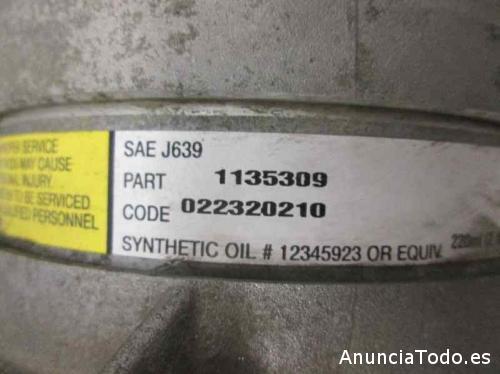 SERVICE
MAY CAUSE
INJURY.
TO BE SERVICED
PERSONNEL
SAE J639
PART 1135309
CODE 022320210
SYNTHETIC OIL # 12345923 OR EQUIV.
AnunciaTodo.es